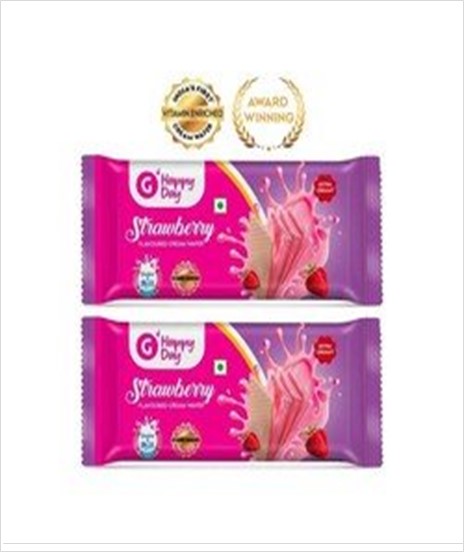 INDIA'S FIRST
VITAMIN ENRICHED
CREAM WAFER
AWARD
WINNING
G
Happy
Day
Strawberry
FLAVOURED CREAM WAFER
G
Happy
Day
Strawberry
FLAVOURED CREAM WAFER